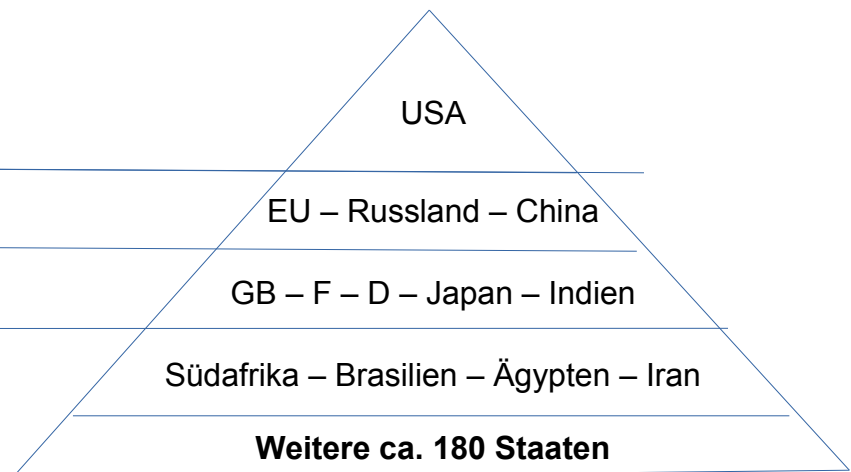 USA
EU – Russland – China
GB – F – D – Japan – Indien
Südafrika – Brasilien – Ägypten – Iran
Weitere ca. 180 Staaten